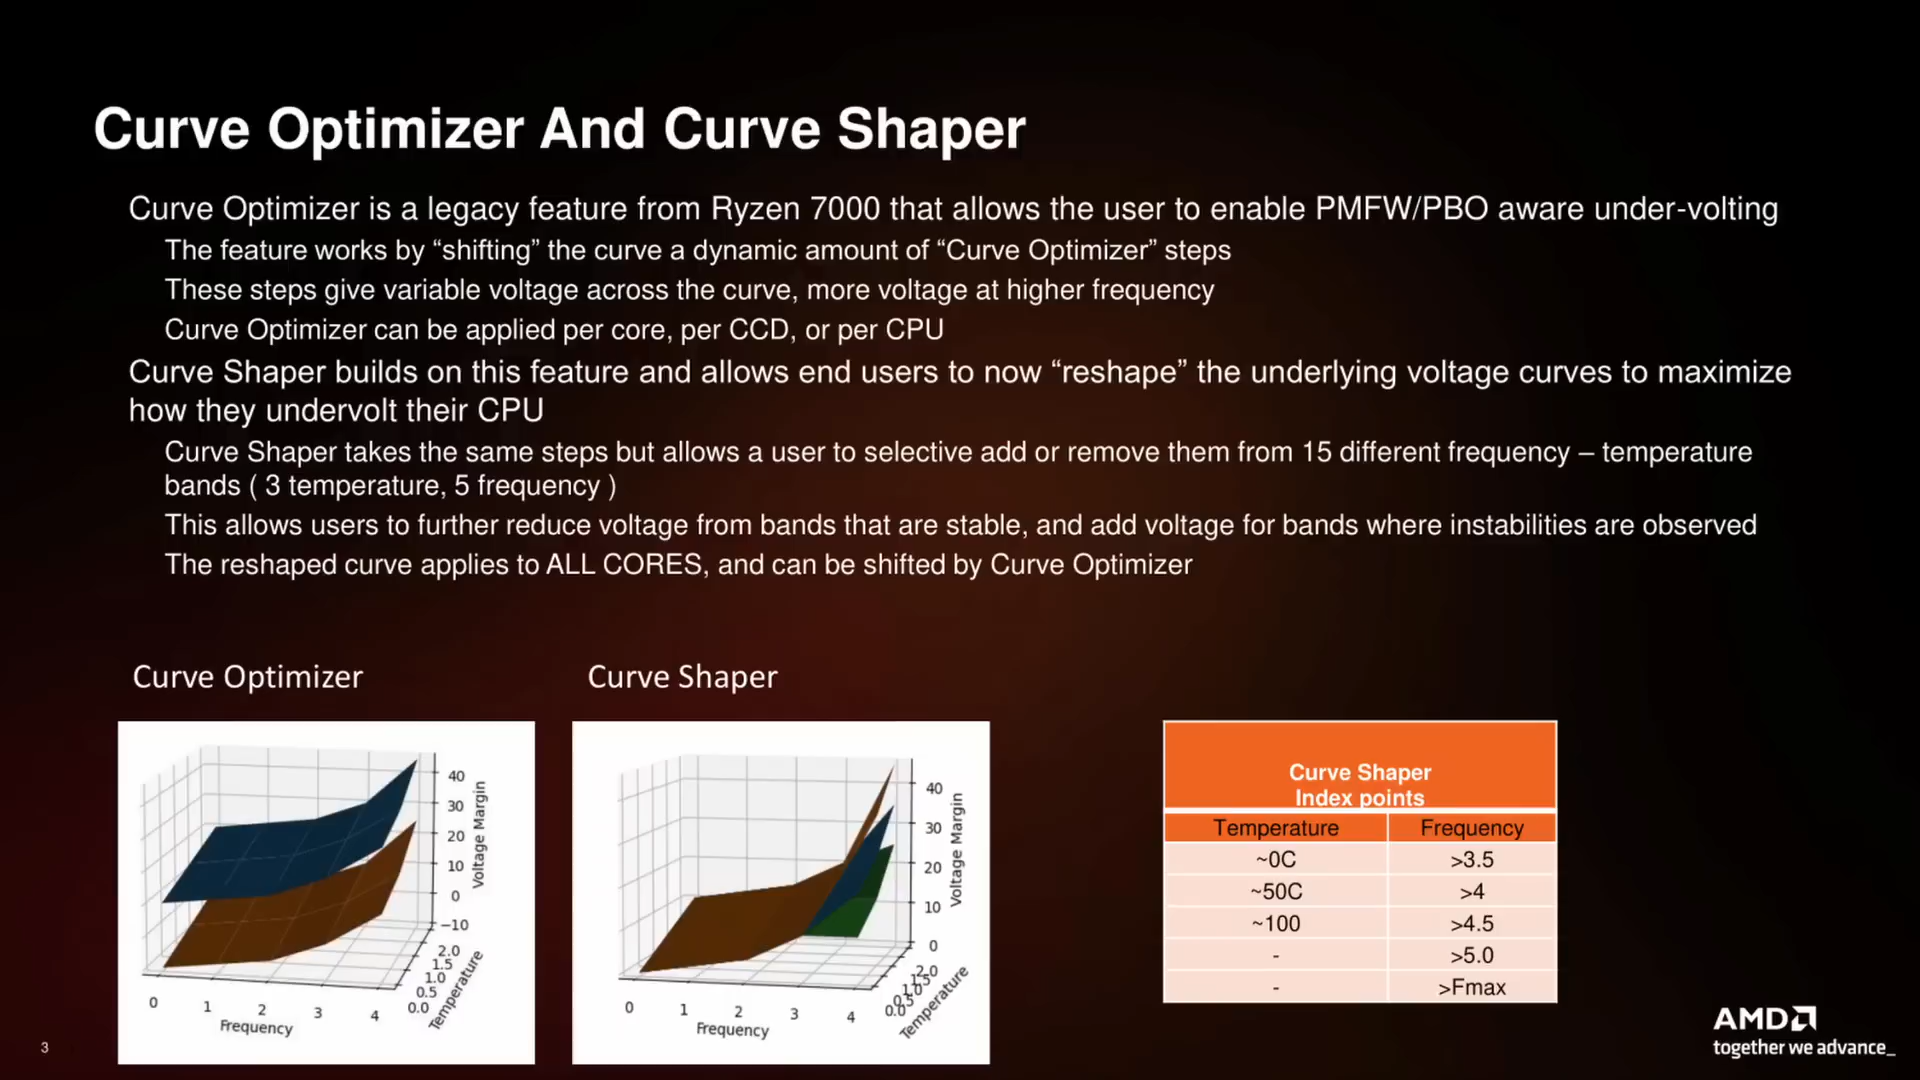 Curve Optimizer And Curve Shaper
Curve Optimizer is a legacy feature from Ryzen 7000 that allows the user to enable PMFW/PBO aware under-volting
The feature works by “shifting” the curve a dynamic amount of “Curve Optimizer” steps
These steps give variable voltage across the curve, more voltage at higher frequency
Curve Optimizer can be applied per core, per CCD, or per CPU
Curve Shaper builds on this feature and allows end users to now “reshape” the underlying voltage curves to maximize
how they undervolt their CPU
Curve Shaper takes the same steps but allows a user to selective add or remove them from 15 different frequency – temperature
bands ( 3 temperature, 5 frequency )
This allows users to further reduce voltage from bands that are stable, and add voltage for bands where instabilities are observed
The reshaped curve applies to ALL CORES, and can be shifted by Curve Optimizer
Curve Optimizer
40
30
20
10
0
−10
Voltage Margin
2.0
1.5
1.0
0.5
0.0
Temperature
0 1 2 3 4
Frequency
Curve Shaper
40
30
20
10
0
Voltage Margin
2.0
1.5
1.0
0.5
0.0
Temperature
0 1 2 3 4
Frequency
Curve Shaper
Index points
Temperature Frequency
~0C >3.5
~50C >4
~100 >4.5
- >5.0
- >Fmax
AMD
together we advance_
3